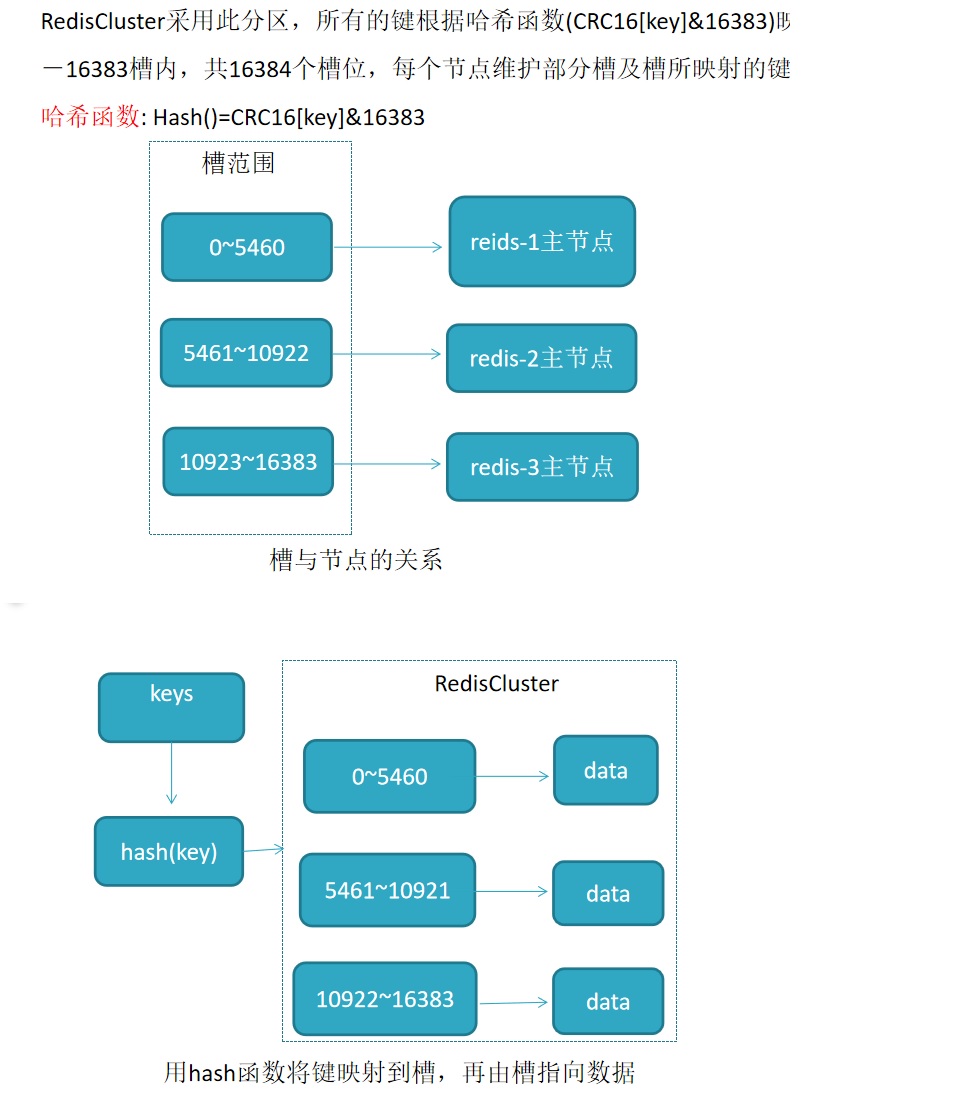 RedisCluster采用此分区，所有的键根据哈希函数(CRC16[key]&16383)
－16383槽内，共16384个槽位，每个节点维护部分槽及槽所映射的键
哈希函数: Hash()=CRC16[key]&16383
槽范围
0~5460
reids-1主节点
5461~10922
redis-2主节点
10923~16383
redis-3主节点
槽与节点的关系
keys
RedisCluster
0~5460
data
hash(key)
5461~10921
data
10922~16383
data
用hash函数将键映射到槽，再由槽指向数据